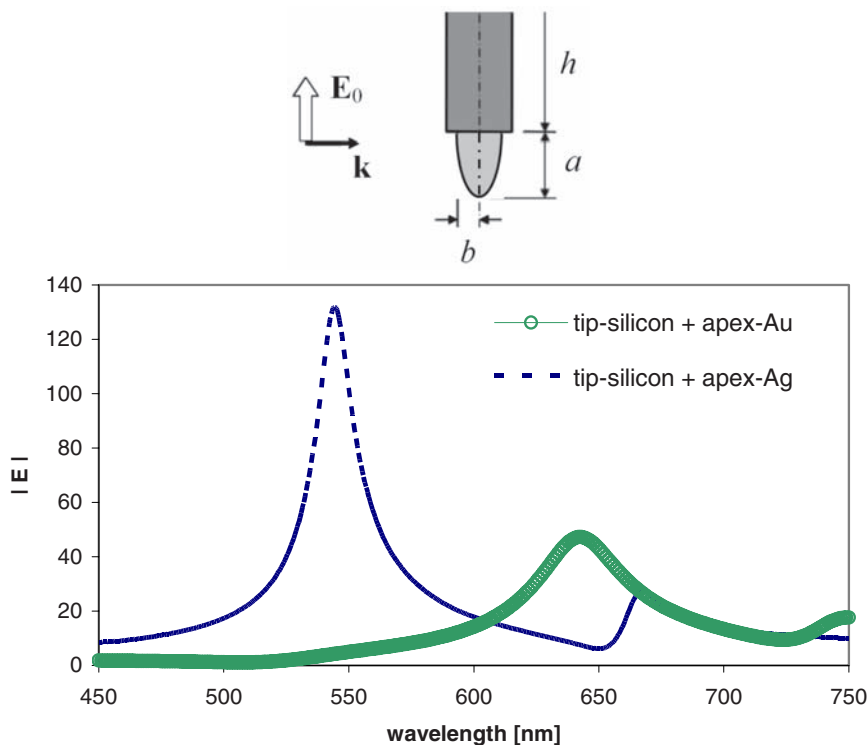 h
E₀
k
a
b
140
120
100
80
60
40
20
0
| E |
tip-silicon + apex-Au
tip-silicon + apex-Ag
450 500 550 600 650 700 750
wavelength [nm]